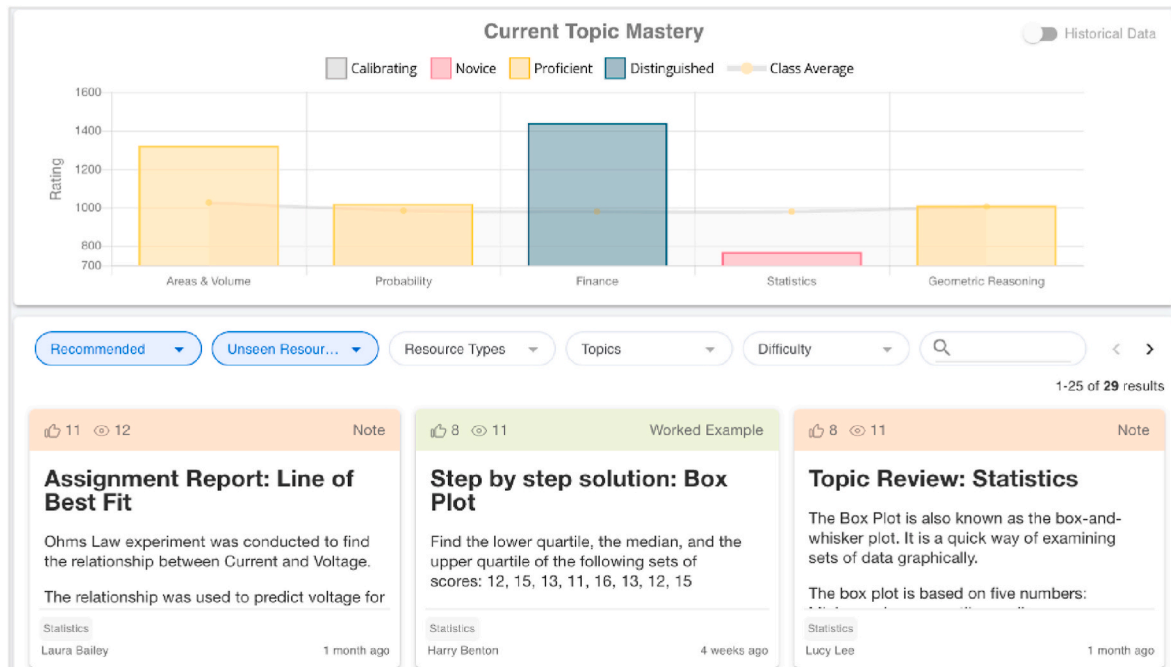 Current Topic Mastery
Historical Data
Calibrating Novice Proficient Distinguished Class Average
1600
1400
1200
1000
800
700
Rating
Areas & Volume Probability Finance Statistics Geometric Reasoning
Recommended Unseen Resour... Resource Types Topics Difficulty
1-25 of 29 results
11 12 Note
Assignment Report: Line of
Best Fit
Ohms Law experiment was conducted to find
the relationship between Current and Voltage.
The relationship was used to predict voltage for
Statistics
Laura Bailey 1 month ago
8 11 Worked Example
Step by step solution: Box
Plot
Find the lower quartile, the median, and the
upper quartile of the following sets of
scores: 12, 15, 13, 11, 16, 13, 12, 15
Statistics
Harry Benton 4 weeks ago
8 11 Note
Topic Review: Statistics
The Box Plot is also known as the box-and-
whisker plot. It is a quick way of examining
sets of data graphically.
The box plot is based on five numbers:
Statistics
Lucy Lee 1 month ago